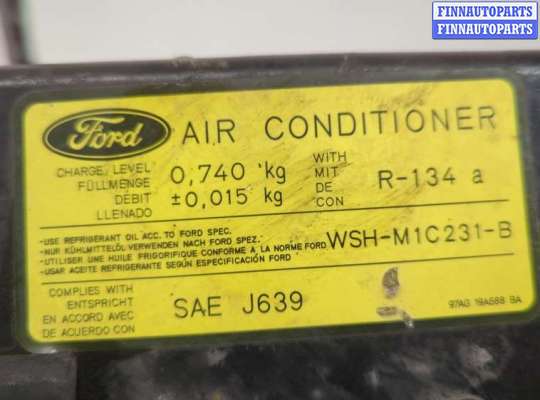 FINNAUTOPARTS
FINNAUTOPARTS
Ford
AIR CONDITIONER
CHARGE/LEVEL
FÜLLMENGE
DÉBIT
LLENADO
0,740 kg
±0,015 kg
WITH
MIT
DE
CON
R-134 a
-USE REFRIGERANT OIL ACC. TO FORD SPEC.
-NUR KÜHLMITTELÖL VERWENDEN NACH FORD SPEZ.
-UTILISER UNE HUILE FRIGORIFIQUE CONFORME A LA NORME FORD
-USAR ACEITE REFRIGERANTE SEGÚN ESPECIFICACIÓN FORD
WSH-M1C231-B
COMPLIES WITH
ENTSPRICHT
EN ACCORD AVEC
DE ACUERDO CON
SAE J639
97AG 19A588 BA